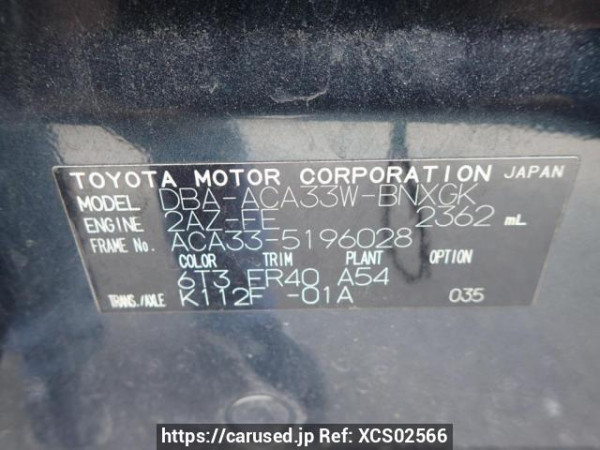 TOYOTA MOTOR CORPORATION JAPAN
MODEL DBA-ACA33W-BNXGK
ENGINE 2AZ-FE 2362 mL
FRAME No. ACA33-5196028
COLOR TRIM PLANT OPTION
6T3 FR40 A54
TRANS./AXLE K112F -01A 035
https://carused.jp Ref: XCS02566